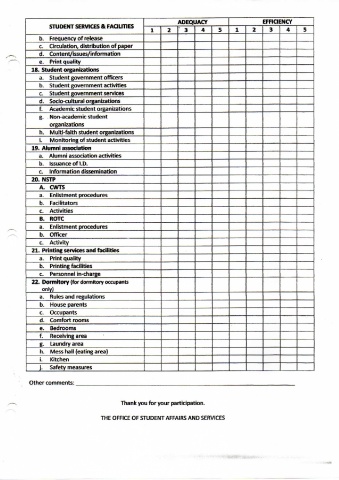 STUDENT SERVICES & FACILITIES ADEQUACY EFFICIENCY
1 2 3 4 5 1 2 3 4 5
b. Frequency of release
c. Circulation, distribution of paper
d. Content/issues/information
e. Print quality
18. Student organizations
a. Student government officers
b. Student government activities
c. Student government services
d. Socio-cultural organizations
f. Academic student organizations
g. Non-academic student
organizations
h. Multi-faith student organizations
i. Monitoring of student activities
19. Alumni association
a. Alumni association activities
b. Issuance of I.D.
c. Information dissemination
20. NSTP
A. CWTS
a. Enlistment procedures
b. Facilitators
c. Activities
B. ROTC
a. Enlistment procedures
b. Officer
c. Activity
21. Printing services and facilities
a. Print quality
b. Printing facilities
c. Personnel in-charge
22. Dormitory (for dormitory occupants
only)
a. Rules and regulations
b. House parents
c. Occupants
d. Comfort rooms
e. Bedrooms
f. Receiving area
g. Laundry area
h. Mess hall (eating area)
i. Kitchen
j. Safety measures
Other comments:
Thank you for your participation.
THE OFFICE OF STUDENT AFFAIRS AND SERVICES